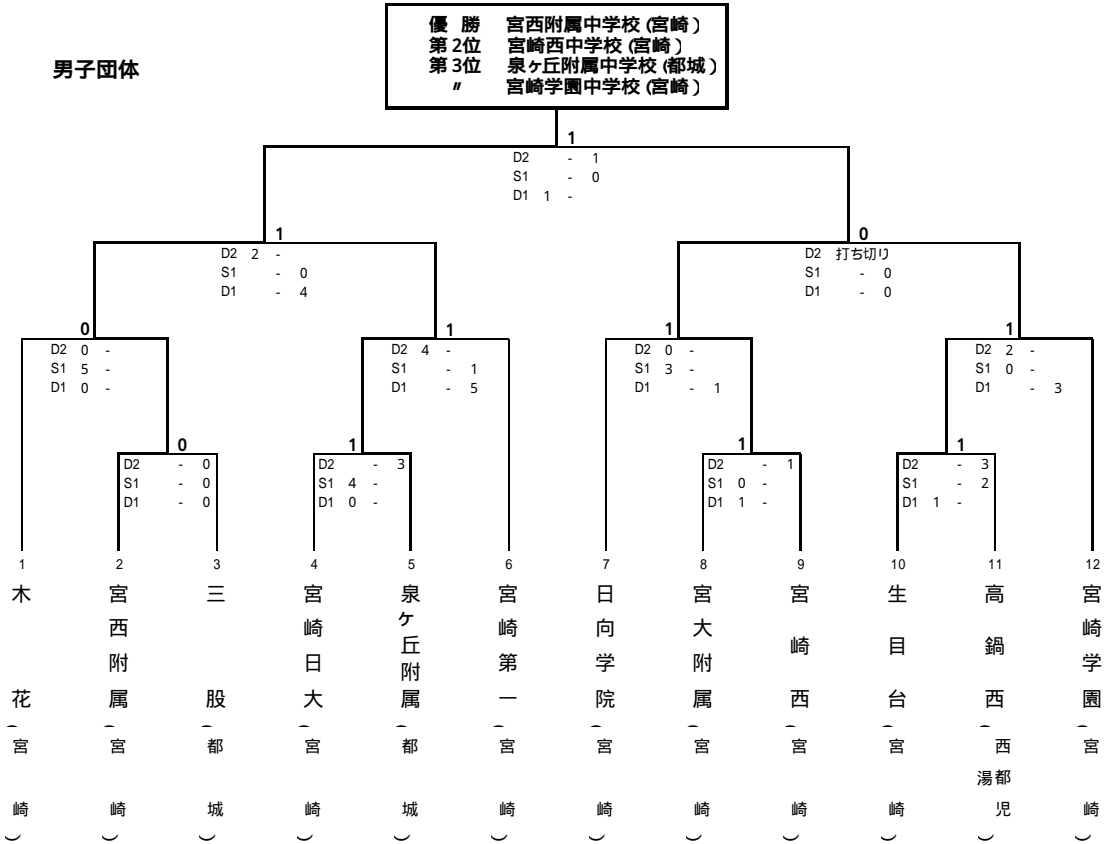 優 勝 宮西附属中学校(宮崎)
第2位 宮崎西中学校(宮崎)
第3位 泉ヶ丘附属中学校(都城)
〃 宮崎学園中学校(宮崎)
男子団体
1
D2 - 1
S1 - 0
D1 1 -
1
D2 2 -
S1 - 0
D1 - 4
0
D2 打ち切り
S1 - 0
D1 - 0
0
D2 0 -
S1 5 -
D1 0 -
1
D2 4 -
S1 - 1
D1 - 5
1
D2 0 -
S1 3 -
D1 - 1
1
D2 2 -
S1 0 -
D1 - 3
0
D2 - 0
S1 - 0
D1 - 0
1
D2 - 3
S1 4 -
D1 0 -
1
D2 - 1
S1 0 -
D1 1 -
1
D2 - 3
S1 - 2
D1 1 -
1
木花(宮崎)
2
宮西附属(宮崎)
3
三股(都城)
4
宮崎日大(宮崎)
5
泉ヶ丘附属(都城)
6
宮崎第一(宮崎)
7
日向学院(宮崎)
8
宮大附属(宮崎)
9
宮崎西(宮崎)
10
生目台(宮崎)
11
高鍋西(西都児湯)
12
宮崎学園(宮崎)